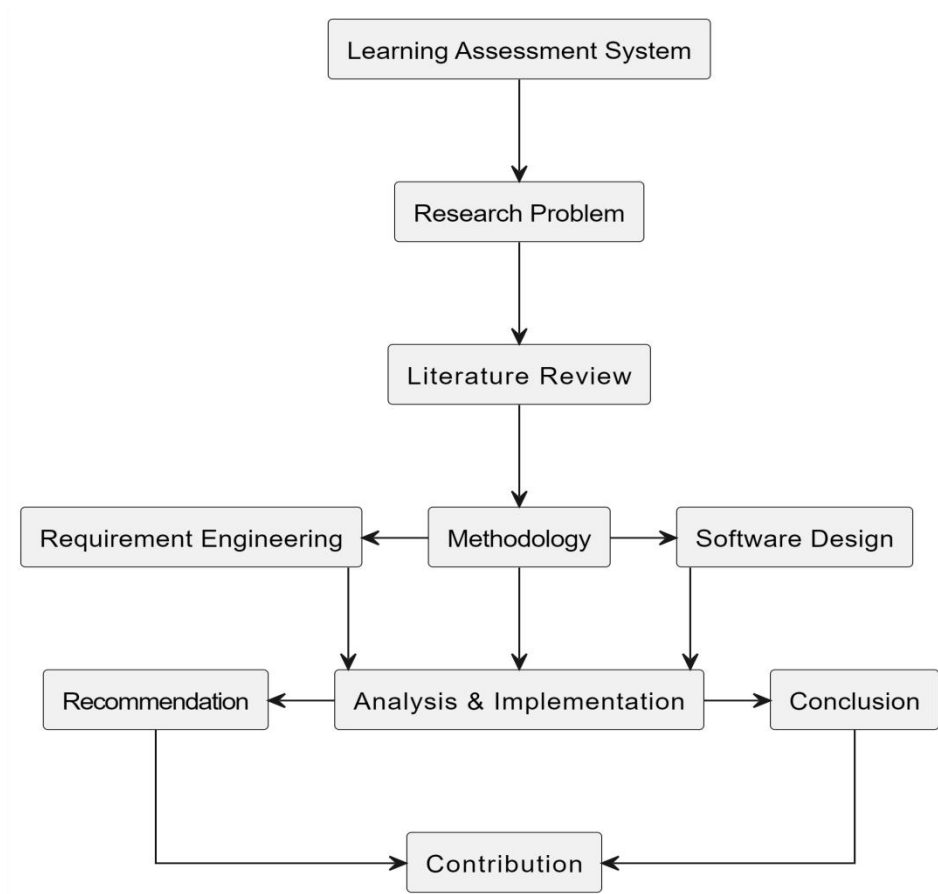 Learning Assessment System
Research Problem
Literature Review
Requirement Engineering
Methodology
Software Design
Recommendation
Analysis & Implementation
Conclusion
Contribution